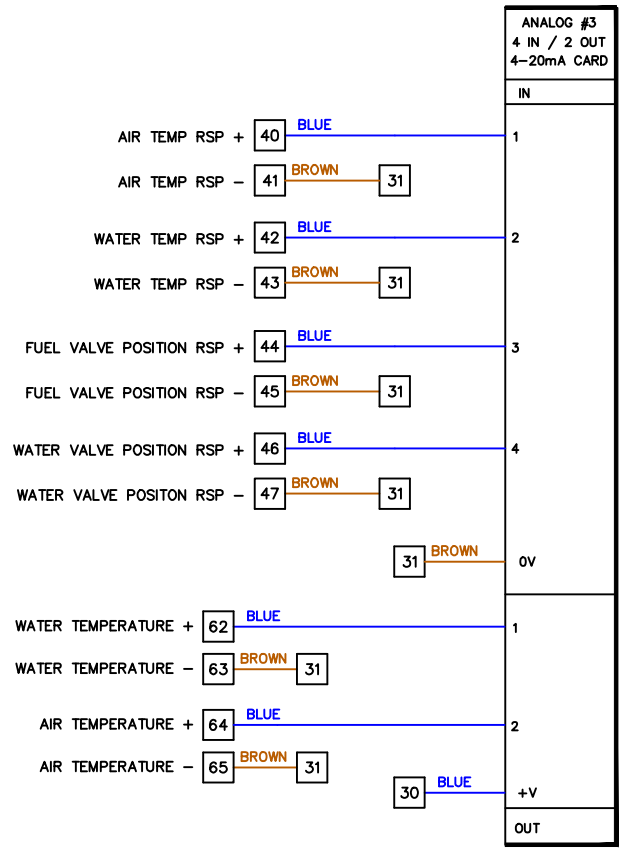 ANALOG #3
4 IN / 2 OUT
4-20mA CARD
IN
AIR TEMP RSP + 40 BLUE 1
AIR TEMP RSP - 41 BROWN 31
WATER TEMP RSP + 42 BLUE 2
WATER TEMP RSP - 43 BROWN 31
FUEL VALVE POSITION RSP + 44 BLUE 3
FUEL VALVE POSITION RSP - 45 BROWN 31
WATER VALVE POSITION RSP + 46 BLUE 4
WATER VALVE POSITON RSP - 47 BROWN 31
31 BROWN 0V
WATER TEMPERATURE + 62 BLUE 1
WATER TEMPERATURE - 63 BROWN 31
AIR TEMPERATURE + 64 BLUE 2
AIR TEMPERATURE - 65 BROWN 31
30 BLUE +V
OUT